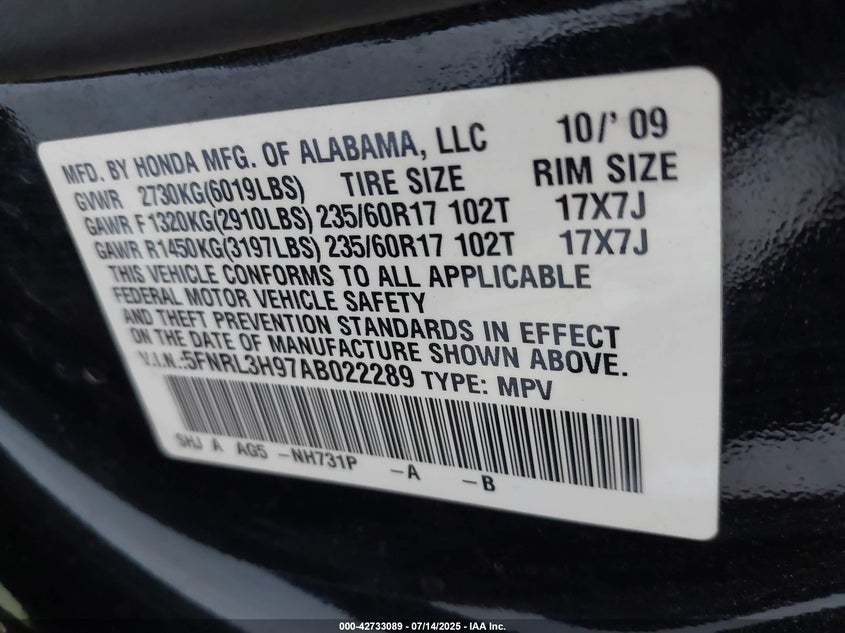 MFD. BY HONDA MFG. OF ALABAMA, LLC 10/'09
GVWR 2730KG(6019LBS) TIRE SIZE RIM SIZE
GAWR F1320KG(2910LBS) 235/60R17 102T 17X7J
GAWR R1450KG(3197LBS) 235/60R17 102T 17X7J
THIS VEHICLE CONFORMS TO ALL APPLICABLE
FEDERAL MOTOR VEHICLE SAFETY
AND THEFT PREVENTION STANDARDS IN EFFECT
ON THE DATE OF MANUFACTURE SHOWN ABOVE.
V.I.N.:5FNRL3H97AB022289 TYPE: MPV
SHJ A AG5 -NH731P -A -B
000-42733089 - 07/14/2025 - IAA Inc.